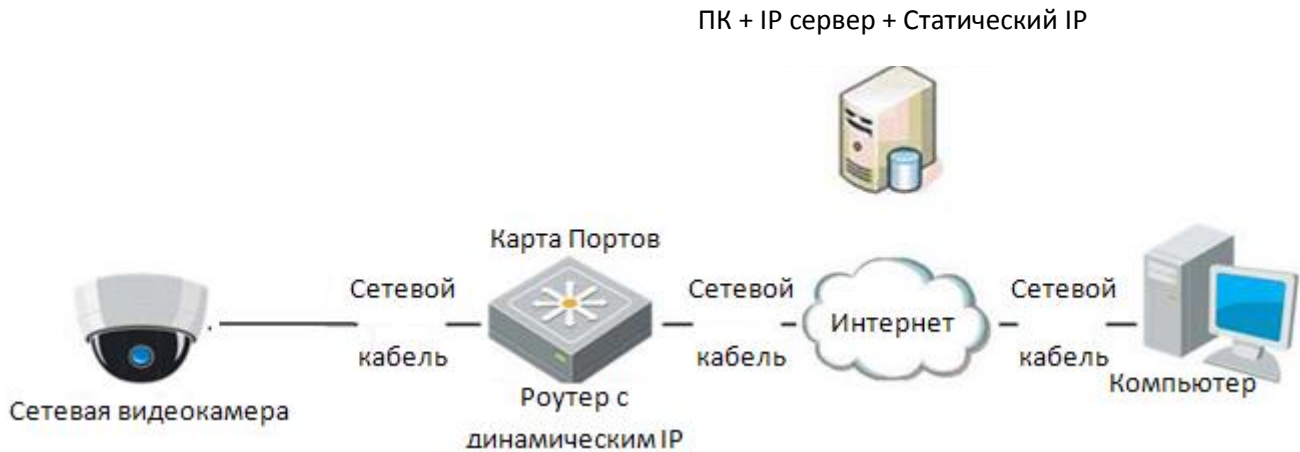 ПК + IP сервер + Статический IP
Карта Портов
Сетевой
кабель
Сетевой
кабель
Интернет
Сетевой
кабель
Сетевая видеокамера
Роутер с
динамическим IP
Компьютер